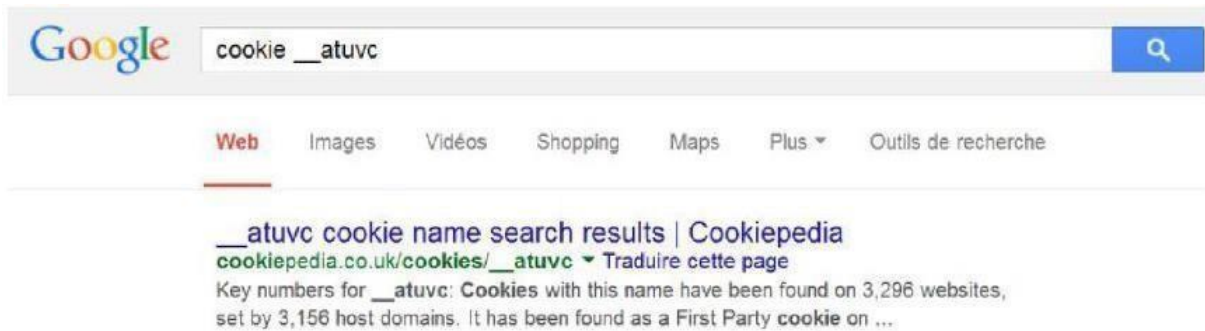 Google cookie __atuvc
Web Images Vidéos Shopping Maps Plus Outils de recherche
__atuvc cookie name search results | Cookiepedia
cookiepedia.co.uk/cookies/__atuvc Traduire cette page
Key numbers for __atuvc: Cookies with this name have been found on 3,296 websites,
set by 3,156 host domains. It has been found as a First Party cookie on ...